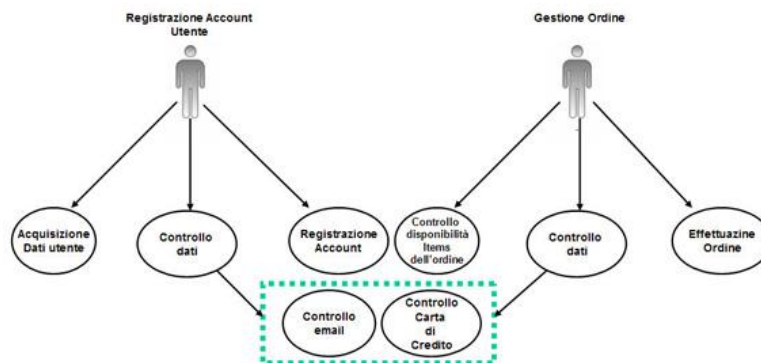 Registrazione Account
Utente
Gestione Ordine
Acquisizione
Dati utente
Controllo
dati
Registrazione
Account
Controllo
disponibilità
Items
dell'ordine
Controllo
dati
Effettuazine
Ordine
Controllo
email
Controllo
Carta
di
Credito